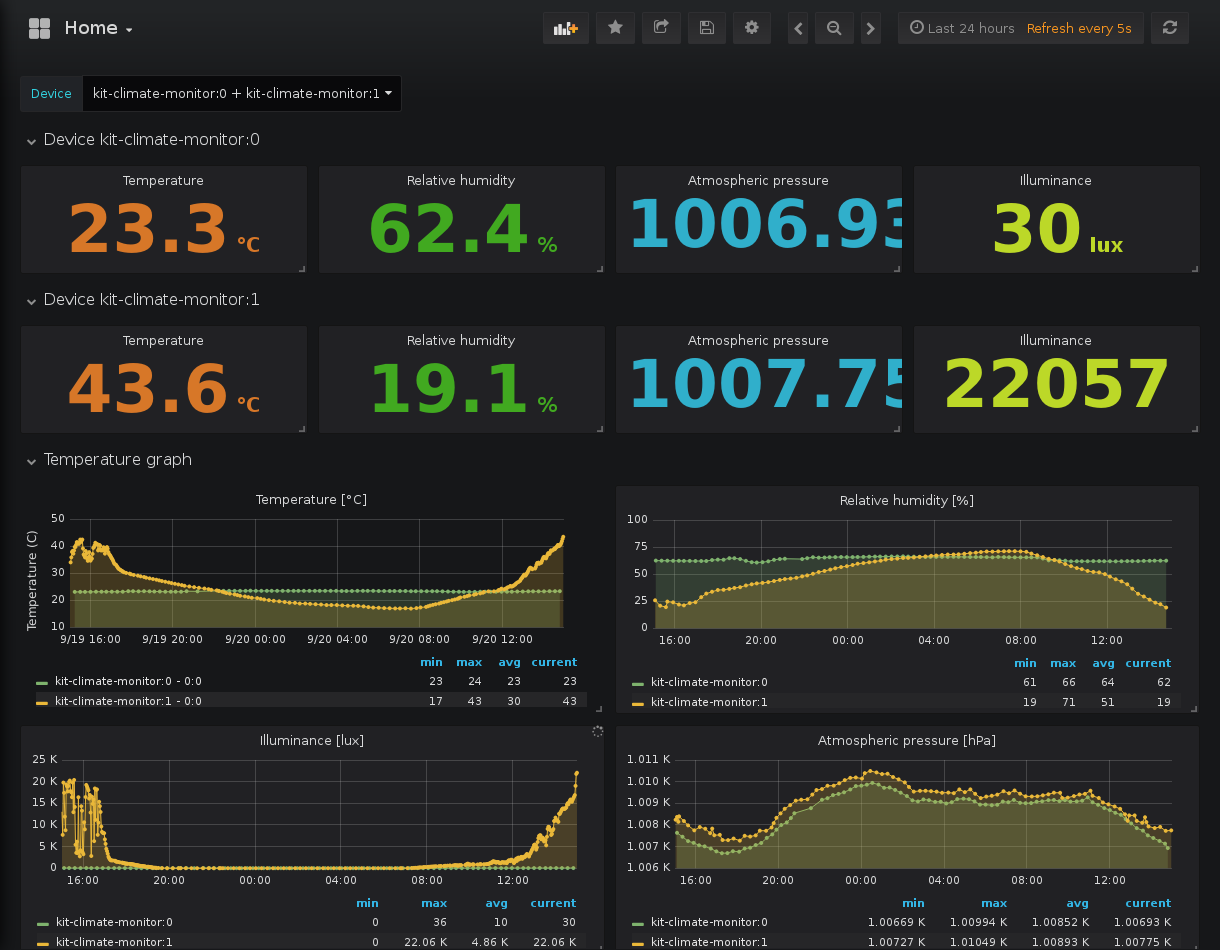 Home
Last 24 hours Refresh every 5s
Device kit-climate-monitor:0 + kit-climate-monitor:1
Device kit-climate-monitor:0
Temperature Relative humidity Atmospheric pressure Illuminance
23.3 °C 62.4 % 1006.93 30 lux
Device kit-climate-monitor:1
Temperature Relative humidity Atmospheric pressure Illuminance
43.6 °C 19.1 % 1007.75 22057
Temperature graph
Temperature [°C]
Temperature (C)
50
40
30
20
10
9/19 16:00 9/19 20:00 9/20 00:00 9/20 04:00 9/20 08:00 9/20 12:00
min max avg current
kit-climate-monitor:0 - 0:0 23 24 23 23
kit-climate-monitor:1 - 0:0 17 43 30 43
Relative humidity [%]
100
75
50
25
0
16:00 20:00 00:00 04:00 08:00 12:00
min max avg current
kit-climate-monitor:0 61 66 64 62
kit-climate-monitor:1 19 71 51 19
Illuminance [lux]
25 K
20 K
15 K
10 K
5 K
0
16:00 20:00 00:00 04:00 08:00 12:00
min max avg current
kit-climate-monitor:0 0 36 10 30
kit-climate-monitor:1 0 22.06 K 4.86 K 22.06 K
Atmospheric pressure [hPa]
1.011 K
1.010 K
1.009 K
1.008 K
1.007 K
1.006 K
16:00 20:00 00:00 04:00 08:00 12:00
min max avg current
kit-climate-monitor:0 1.00669 K 1.00994 K 1.00852 K 1.00693 K
kit-climate-monitor:1 1.00727 K 1.01049 K 1.00893 K 1.00775 K